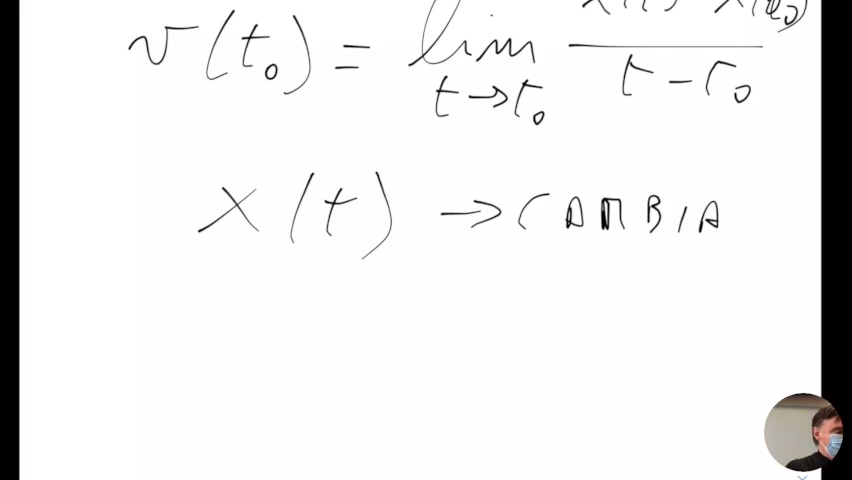 v(t₀) = lim x(t) - x(t₀)
t→t₀ t - t₀
x(t) → CAMBIA